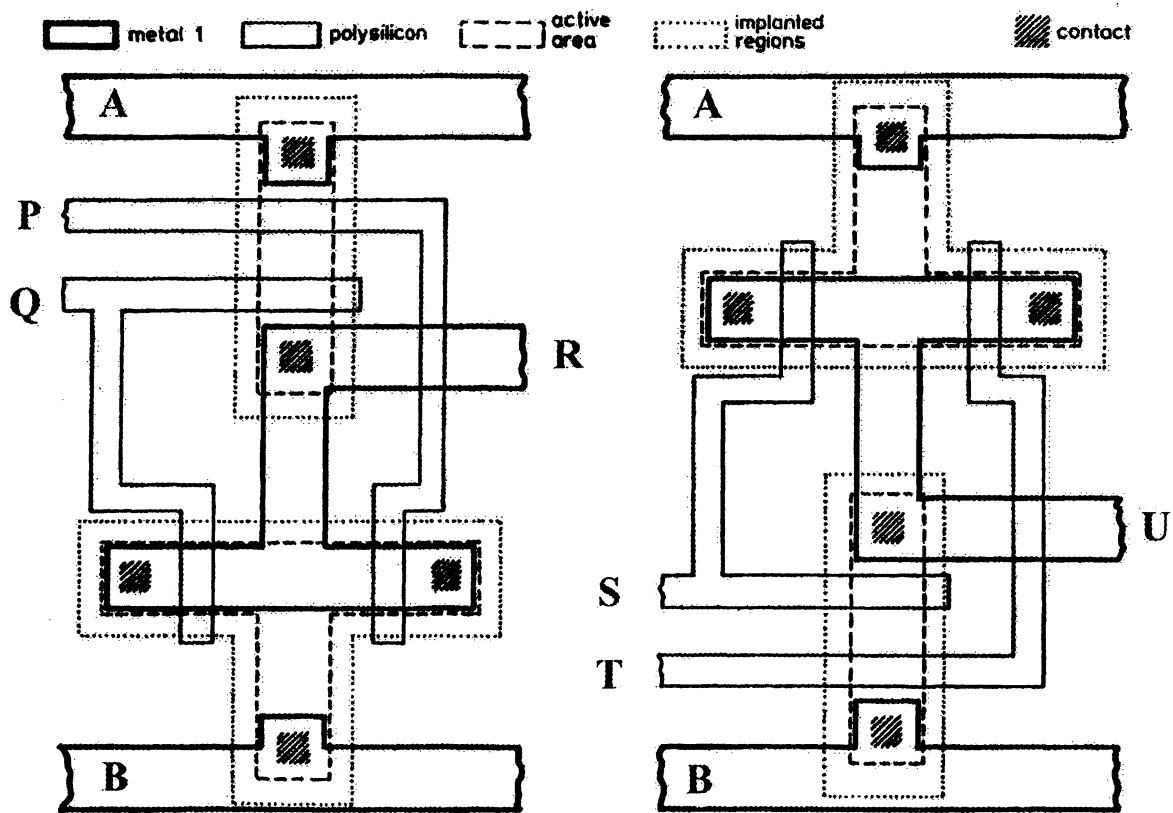 metal 1
polysilicon
active
area
implanted
regions
contact
A
A
P
Q
R
U
S
T
B
B